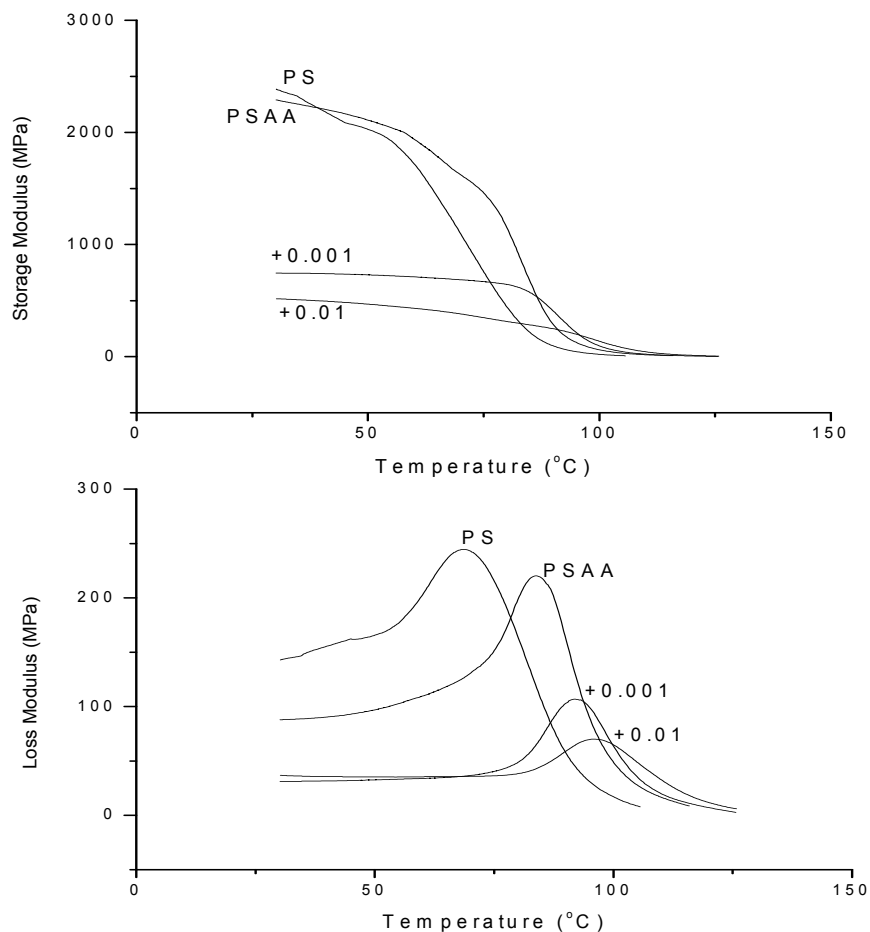 3000
2000
1000
0
Storage Modulus (MPa)
PS
PSAA
+0.001
+0.01
0
50
100
150
Temperature (°C)
300
200
100
0
Loss Modulus (MPa)
PS
PSAA
+0.001
+0.01
0
50
100
150
Temperature (°C)